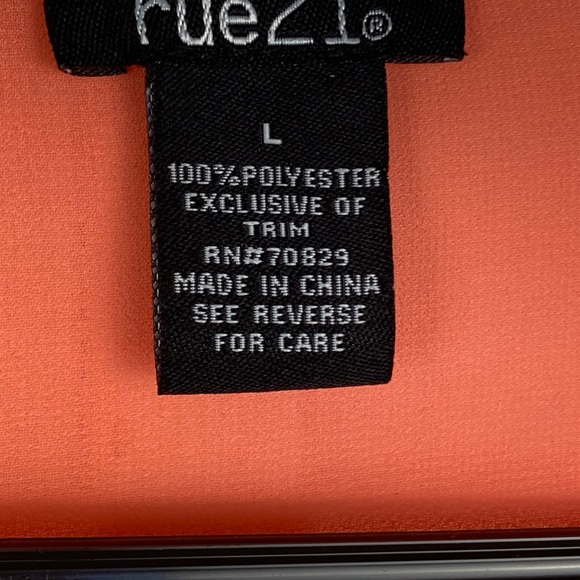 rue21®
L
100%POLYESTER
EXCLUSIVE OF
TRIM
RN#70829
MADE IN CHINA
SEE REVERSE
FOR CARE